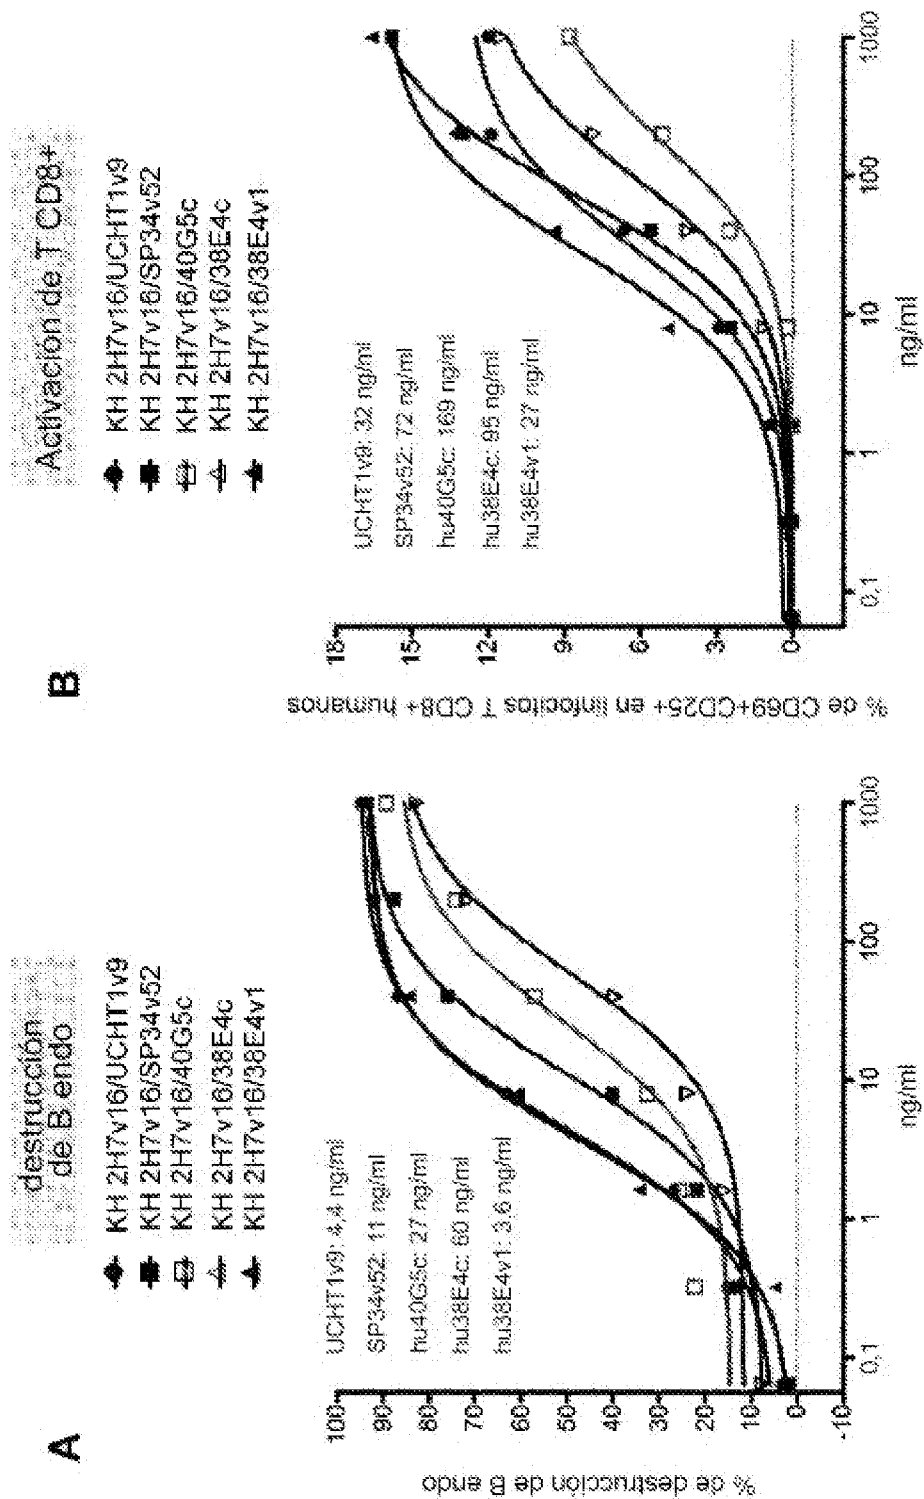 A
destrucción
de B endo
KH 2H7v16/UCHT1v9
KH 2H7v16/SP34v52
KH 2H7v16/40G5c
KH 2H7v16/38E4c
KH 2H7v16/38E4v1
% de destrucción de B endo
100
90
80
70
60
50
40
30
20
10
0
-10
UCHT1v9: 4,4 ng/ml
SP34v52: 11 ng/ml
hu40G5c: 27 ng/ml
hu38E4c: 60 ng/ml
hu38E4v1: 3,6 ng/ml
0,1
1
10
100
1000
ng/ml
B
Activación de T CD8+
KH 2H7v16/UCHT1v9
KH 2H7v16/SP34v52
KH 2H7v16/40G5c
KH 2H7v16/38E4c
KH 2H7v16/38E4v1
% de CD69+CD25+ en linfocitos T CD8+ humanos
18
15
12
9
6
3
0
UCHT1v9: 32 ng/ml
SP34v52: 72 ng/ml
hu40G5c: 169 ng/ml
hu38E4c: 95 ng/ml
hu38E4v1: 27 ng/ml
0,1
1
10
100
1000
ng/ml